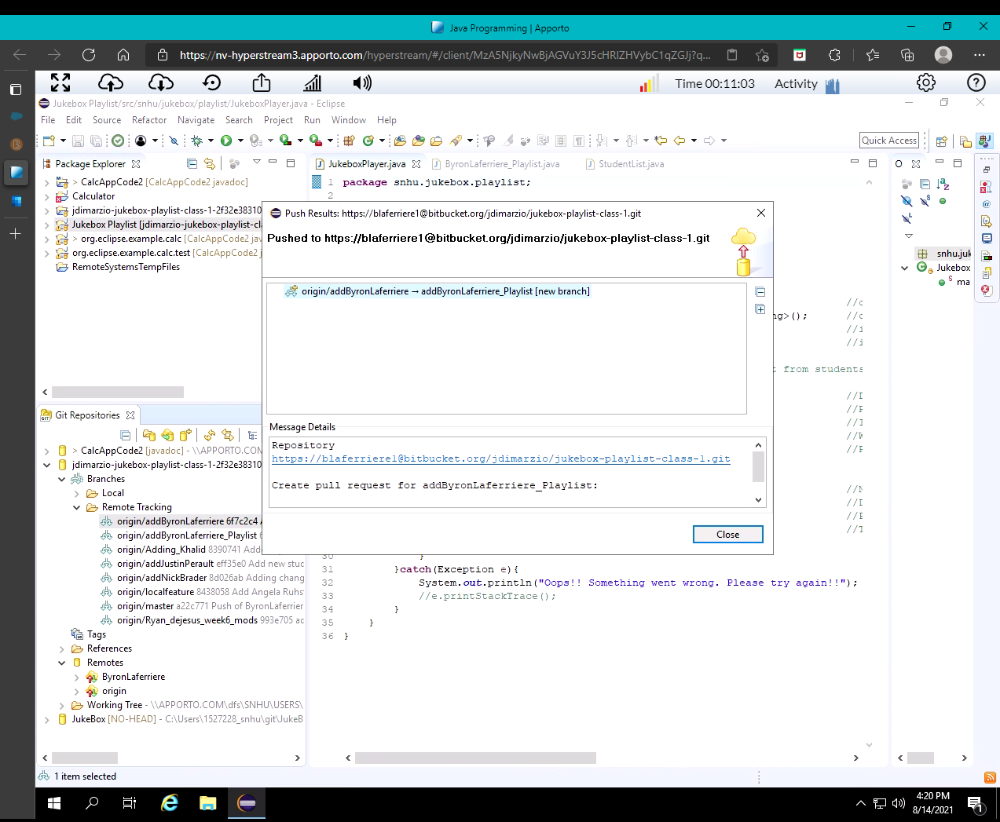 Java Programming | Apporto
https://nv-hyperstream3.apporto.com/hyperstream/#/client/MzA5NjkyNwBjAGVuY3J5cHRlZHVybC1qZGJj?q...
Time 00:11:03 Activity
Jukebox Playlist/src/snhu/jukebox/playlist/JukeboxPlayer.java - Eclipse
File Edit Source Refactor Navigate Search Project Run Window Help
Quick Access
Package Explorer
> CalcAppCode2 [CalcAppCode2 javadoc]
Calculator
jdimarzio-jukebox-playlist-class-1-2f32e38310
Jukebox Playlist [jdimarzio-jukebox-playlist-cl
> org.eclipse.example.calc [CalcAppCode2 jav
org.eclipse.example.calc.test [CalcAppCode2 j
RemoteSystemsTempFiles
JukeboxPlayer.java
ByronLaferriere_Playlist.java
StudentList.java
1 package snhu.jukebox.playlist;
2
Push Results: https://blaferriere1@bitbucket.org/jdimarzio/jukebox-playlist-class-1.git
Pushed to https://blaferriere1@bitbucket.org/jdimarzio/jukebox-playlist-class-1.git
origin/addByronLaferriere → addByronLaferriere_Playlist [new branch]
Message Details
Repository
https://blaferriere1@bitbucket.org/jdimarzio/jukebox-playlist-class-1.git
Create pull request for addByronLaferriere_Playlist:
Close
ng>();
from students
30 }
31 }catch(Exception e){
32 System.out.println("Oops!! Something went wrong. Please try again!!");
33 //e.printStackTrace();
34 }
35 }
36 }
O
snhu.juk
Jukebox
ma
Git Repositories
> CalcAppCode2 [javadoc] - \\APPORTO.COM
jdimarzio-jukebox-playlist-class-1-2f32e38310
Branches
Local
Remote Tracking
origin/addByronLaferriere 6f7c2c4 A
origin/addByronLaferriere_Playlist 6
origin/Adding_Khalid 8390741 Adde
origin/addJustinPerault eff35e0 Add new stuc
origin/addNickBrader 8d026ab Adding chang
origin/localfeature 8438058 Add Angela Ruhs
origin/master a22c771 Push of ByronLaferrier
origin/Ryan_dejesus_week6_mods 993e705 ac
Tags
References
Remotes
ByronLaferriere
origin
Working Tree - \\APPORTO.COM\dfs\SNHU\USERS\
JukeBox [NO-HEAD] - C:\Users\1527228_snhu\git\JukeB
1 item selected
4:20 PM
8/14/2021
1